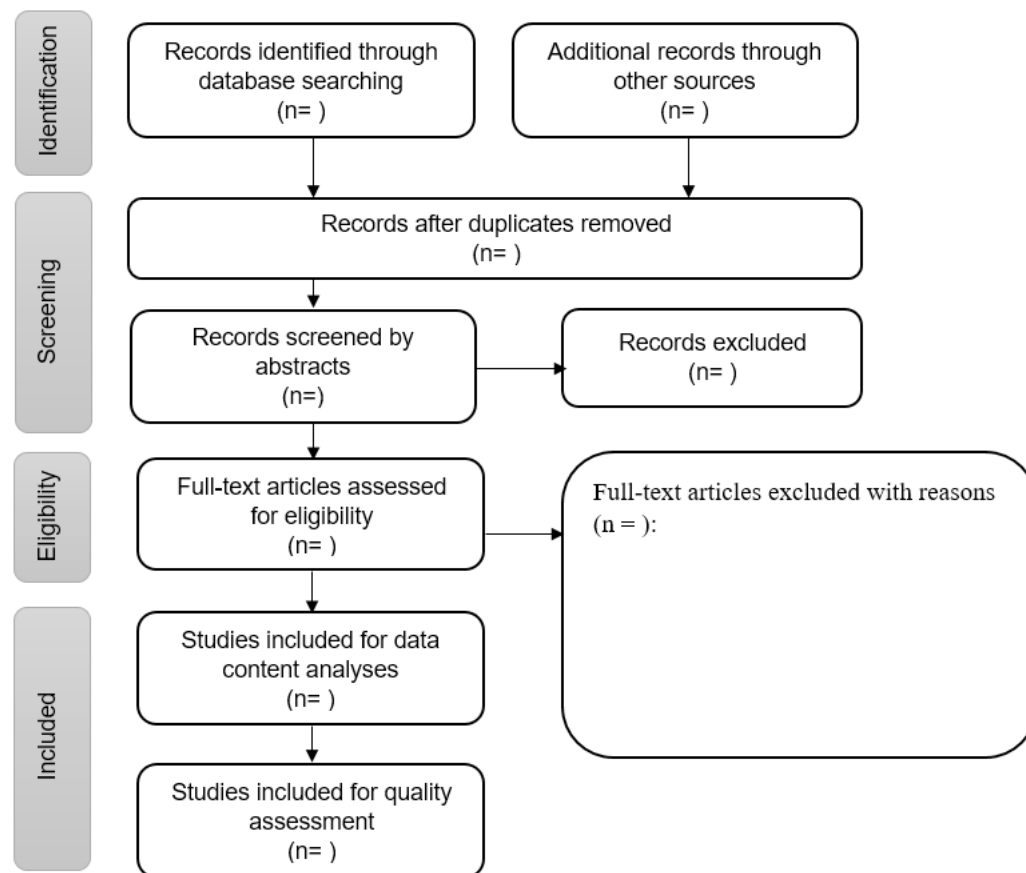 Identification
Records identified through
database searching
(n= )
Additional records through
other sources
(n= )
Screening
Records after duplicates removed
(n= )
Records screened by
abstracts
(n=)
Records excluded
(n= )
Eligibility
Full-text articles assessed
for eligibility
(n= )
Full-text articles excluded with reasons
(n = ):
Included
Studies included for data
content analyses
(n= )
Studies included for quality
assessment
(n= )